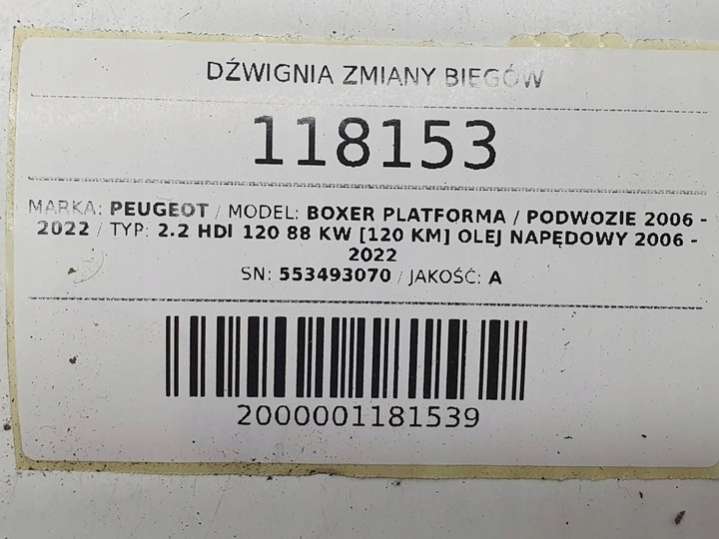 DŹWIGNIA ZMIANY BIEGÓW
118153
MARKA: PEUGEOT / MODEL: BOXER PLATFORMA / PODWOZIE 2006 -
2022 / TYP: 2.2 HDI 120 88 KW [120 KM] OLEJ NAPĘDOWY 2006 -
2022
SN: 553493070 / JAKOŚĆ: A
2000001181539